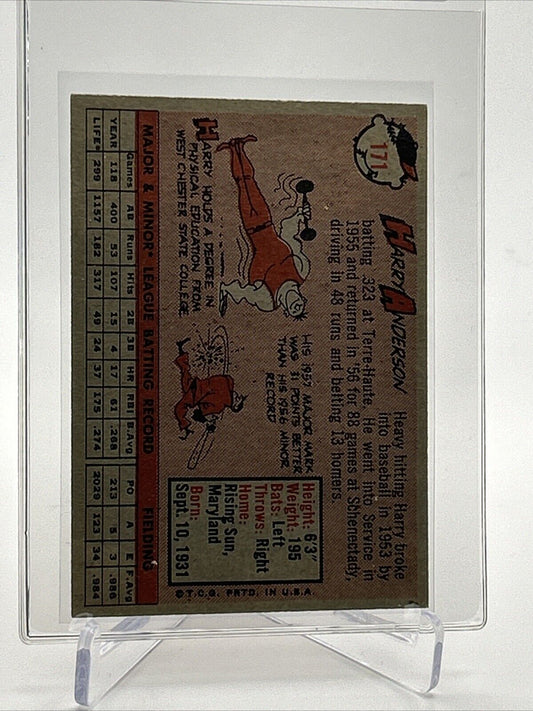 171
HARRY ANDERSON
Heavy hitting Harry broke
into baseball in 1953 by
batting .323 at Terre-Haute. He went into Service in
1955 and returned in '56 for 88 games at Schenectady,
driving in 48 runs and belting 13 homers.
HARRY HOLDS A DEGREE IN
PHYSICAL EDUCATION FROM
WEST CHESTER STATE COLLEGE.
HIS 1957 MAJOR MARK
WAS 11 POINTS BETTER
THAN HIS 1956 MINOR
RECORD
Height: 6'3"
Weight: 195
Bats: Left
Throws: Right
Home:
Rising Sun,
Maryland
Born:
Sept. 10, 1931
MAJOR & MINOR LEAGUE BATTING RECORD FIELDING
Games AB Runs Hits 2B 3B HR RBI B.Avg PO A E F.Avg
YEAR 118 400 53 107 15 4 17 61 .268 213 5 3 .986
LIFE 299 1157 182 317 49 24 37 175 .274 2029 123 34 .984
© T.C.G. PRTD. IN U.S.A.